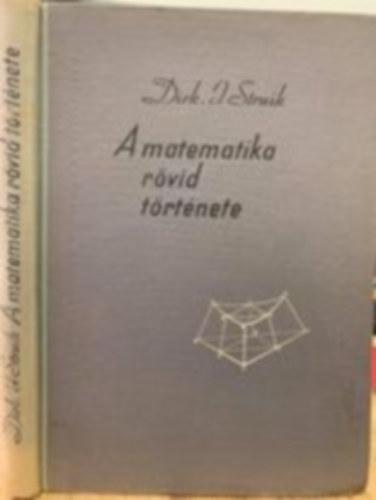 Dirk. J Struik
A matematika
rövid
története
Dirk. J Struik A matematika rövid története